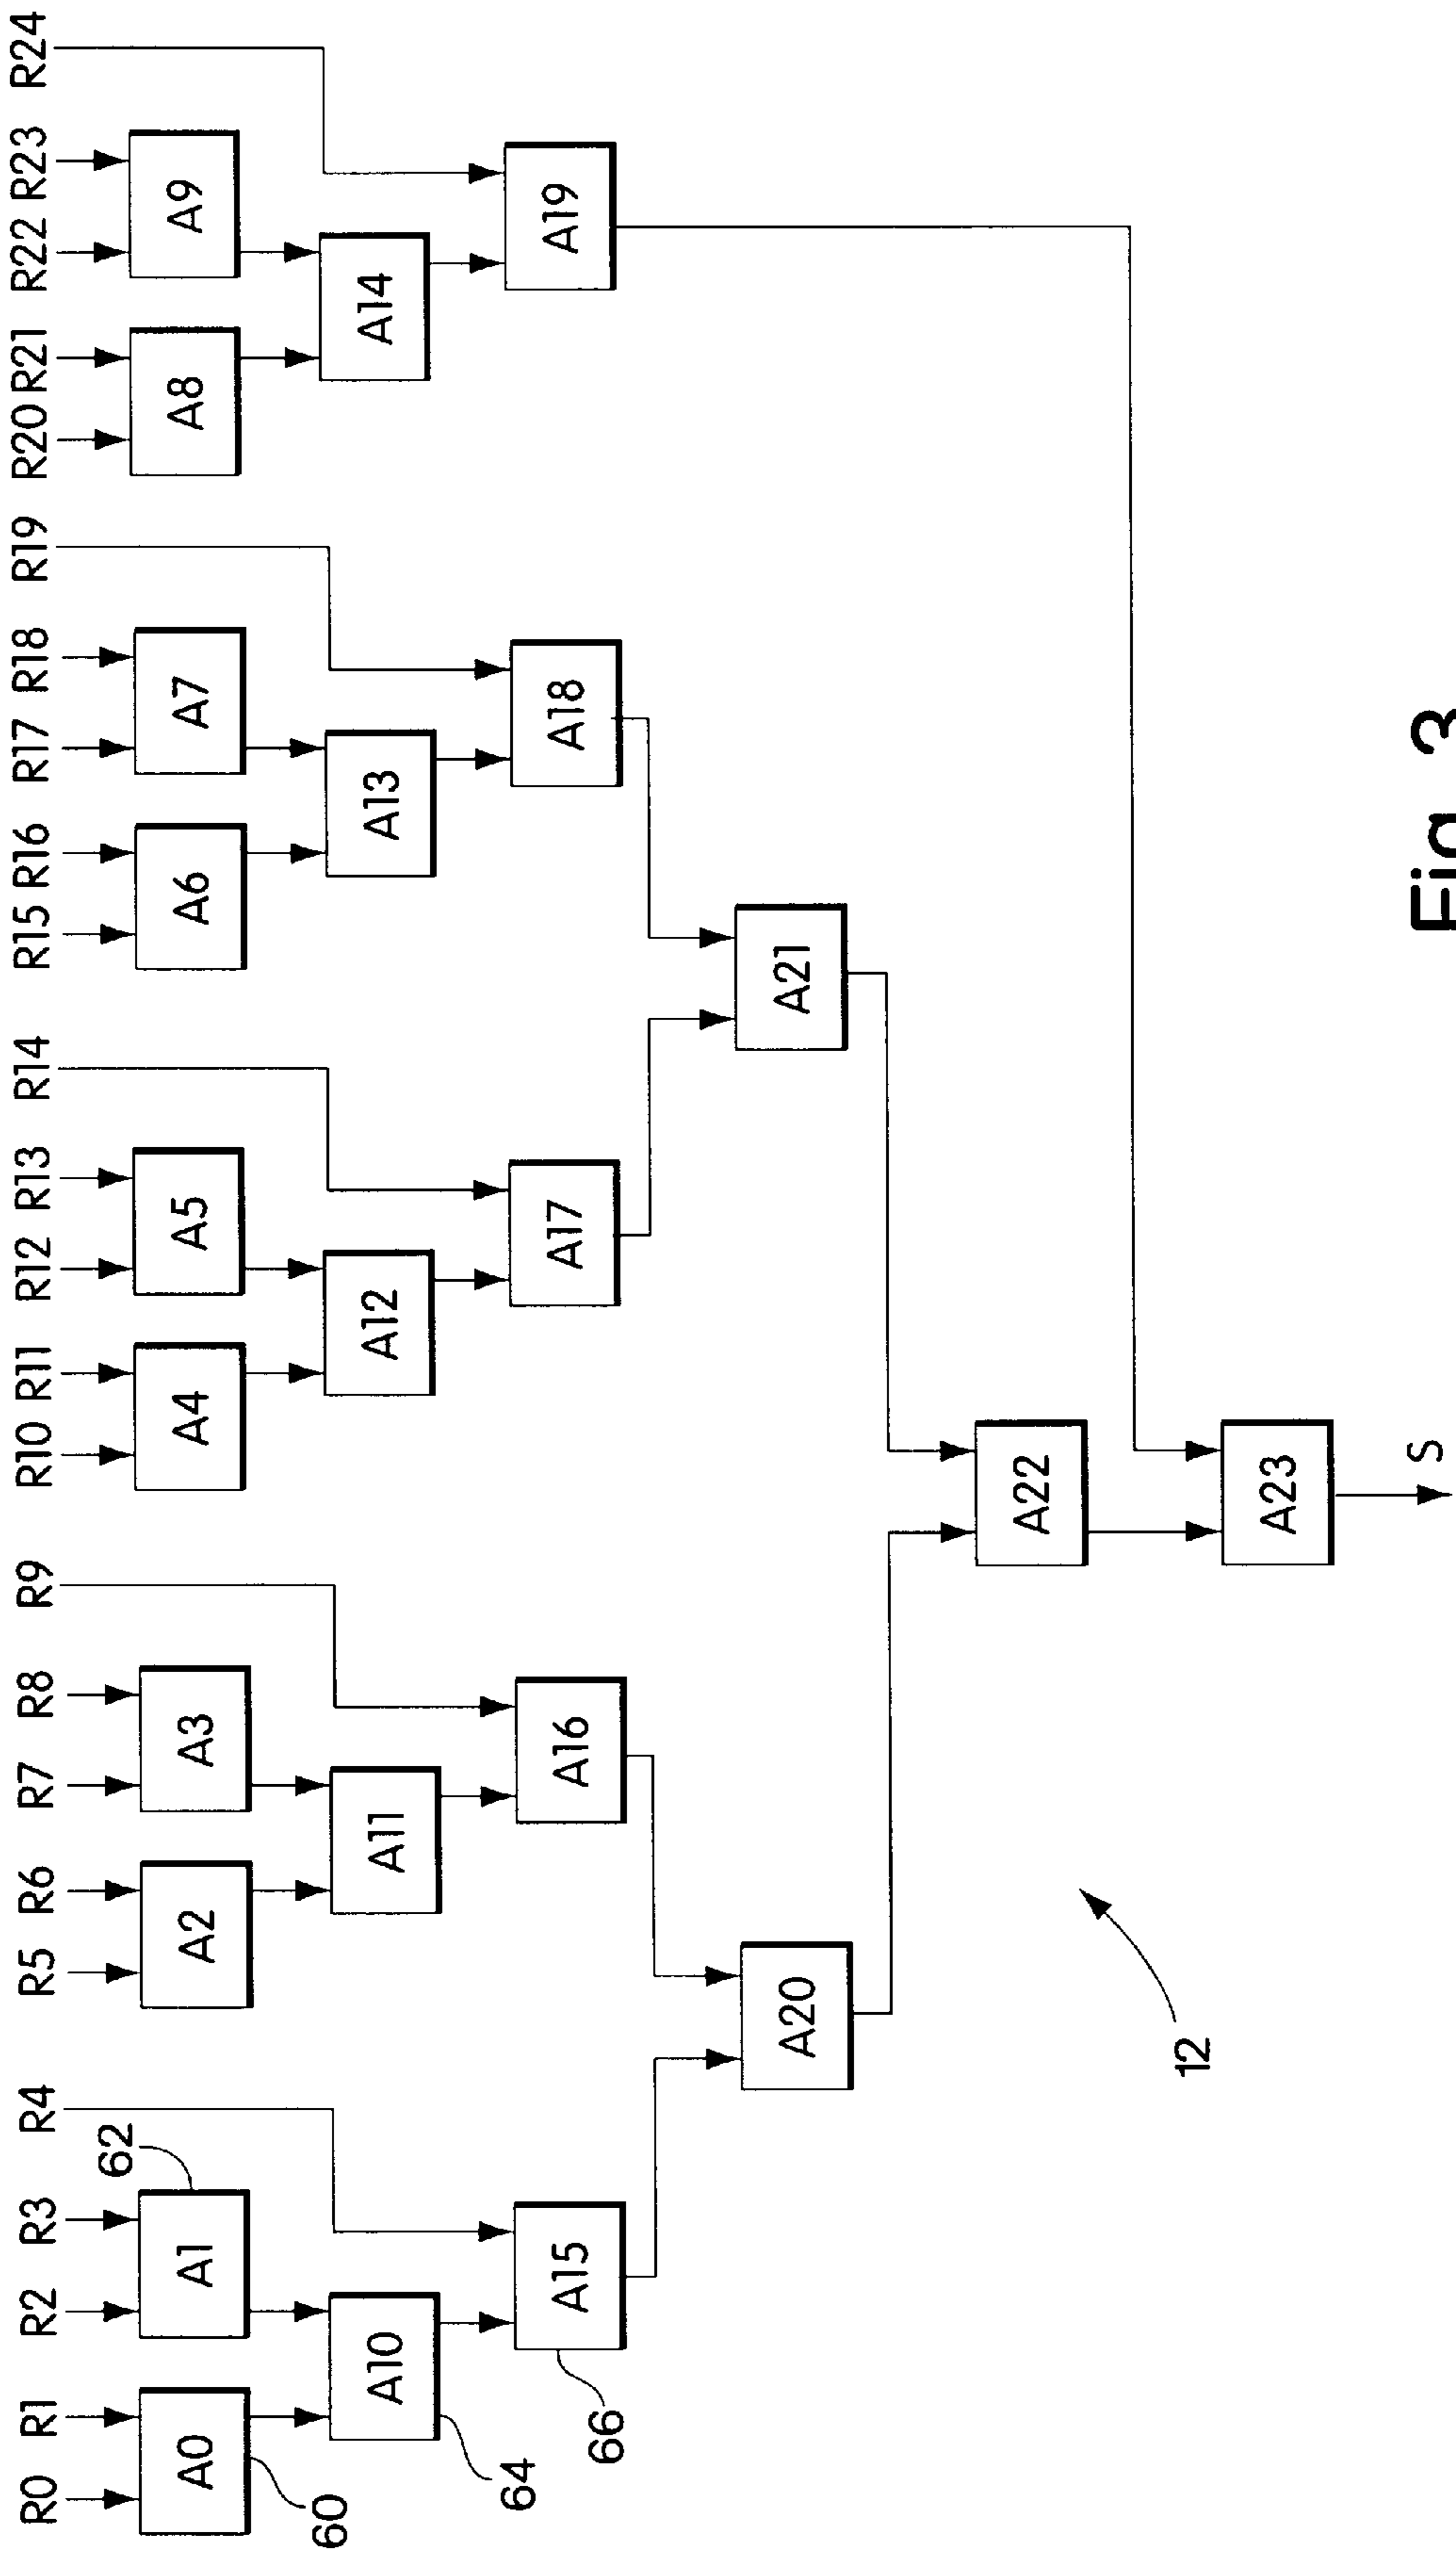 R0 R1 R2 R3 R4 R5 R6 R7 R8 R9 R10 R11 R12 R13 R14 R15 R16 R17 R18 R19 R20 R21 R22 R23 R24
62
A0 A1 A2 A3 A4 A5 A6 A7 A8 A9
60
A10 A11 A12 A13 A14
64
A15 A16 A17 A18 A19
66
A20 A21
A22
12
A23
S
Fig. 3